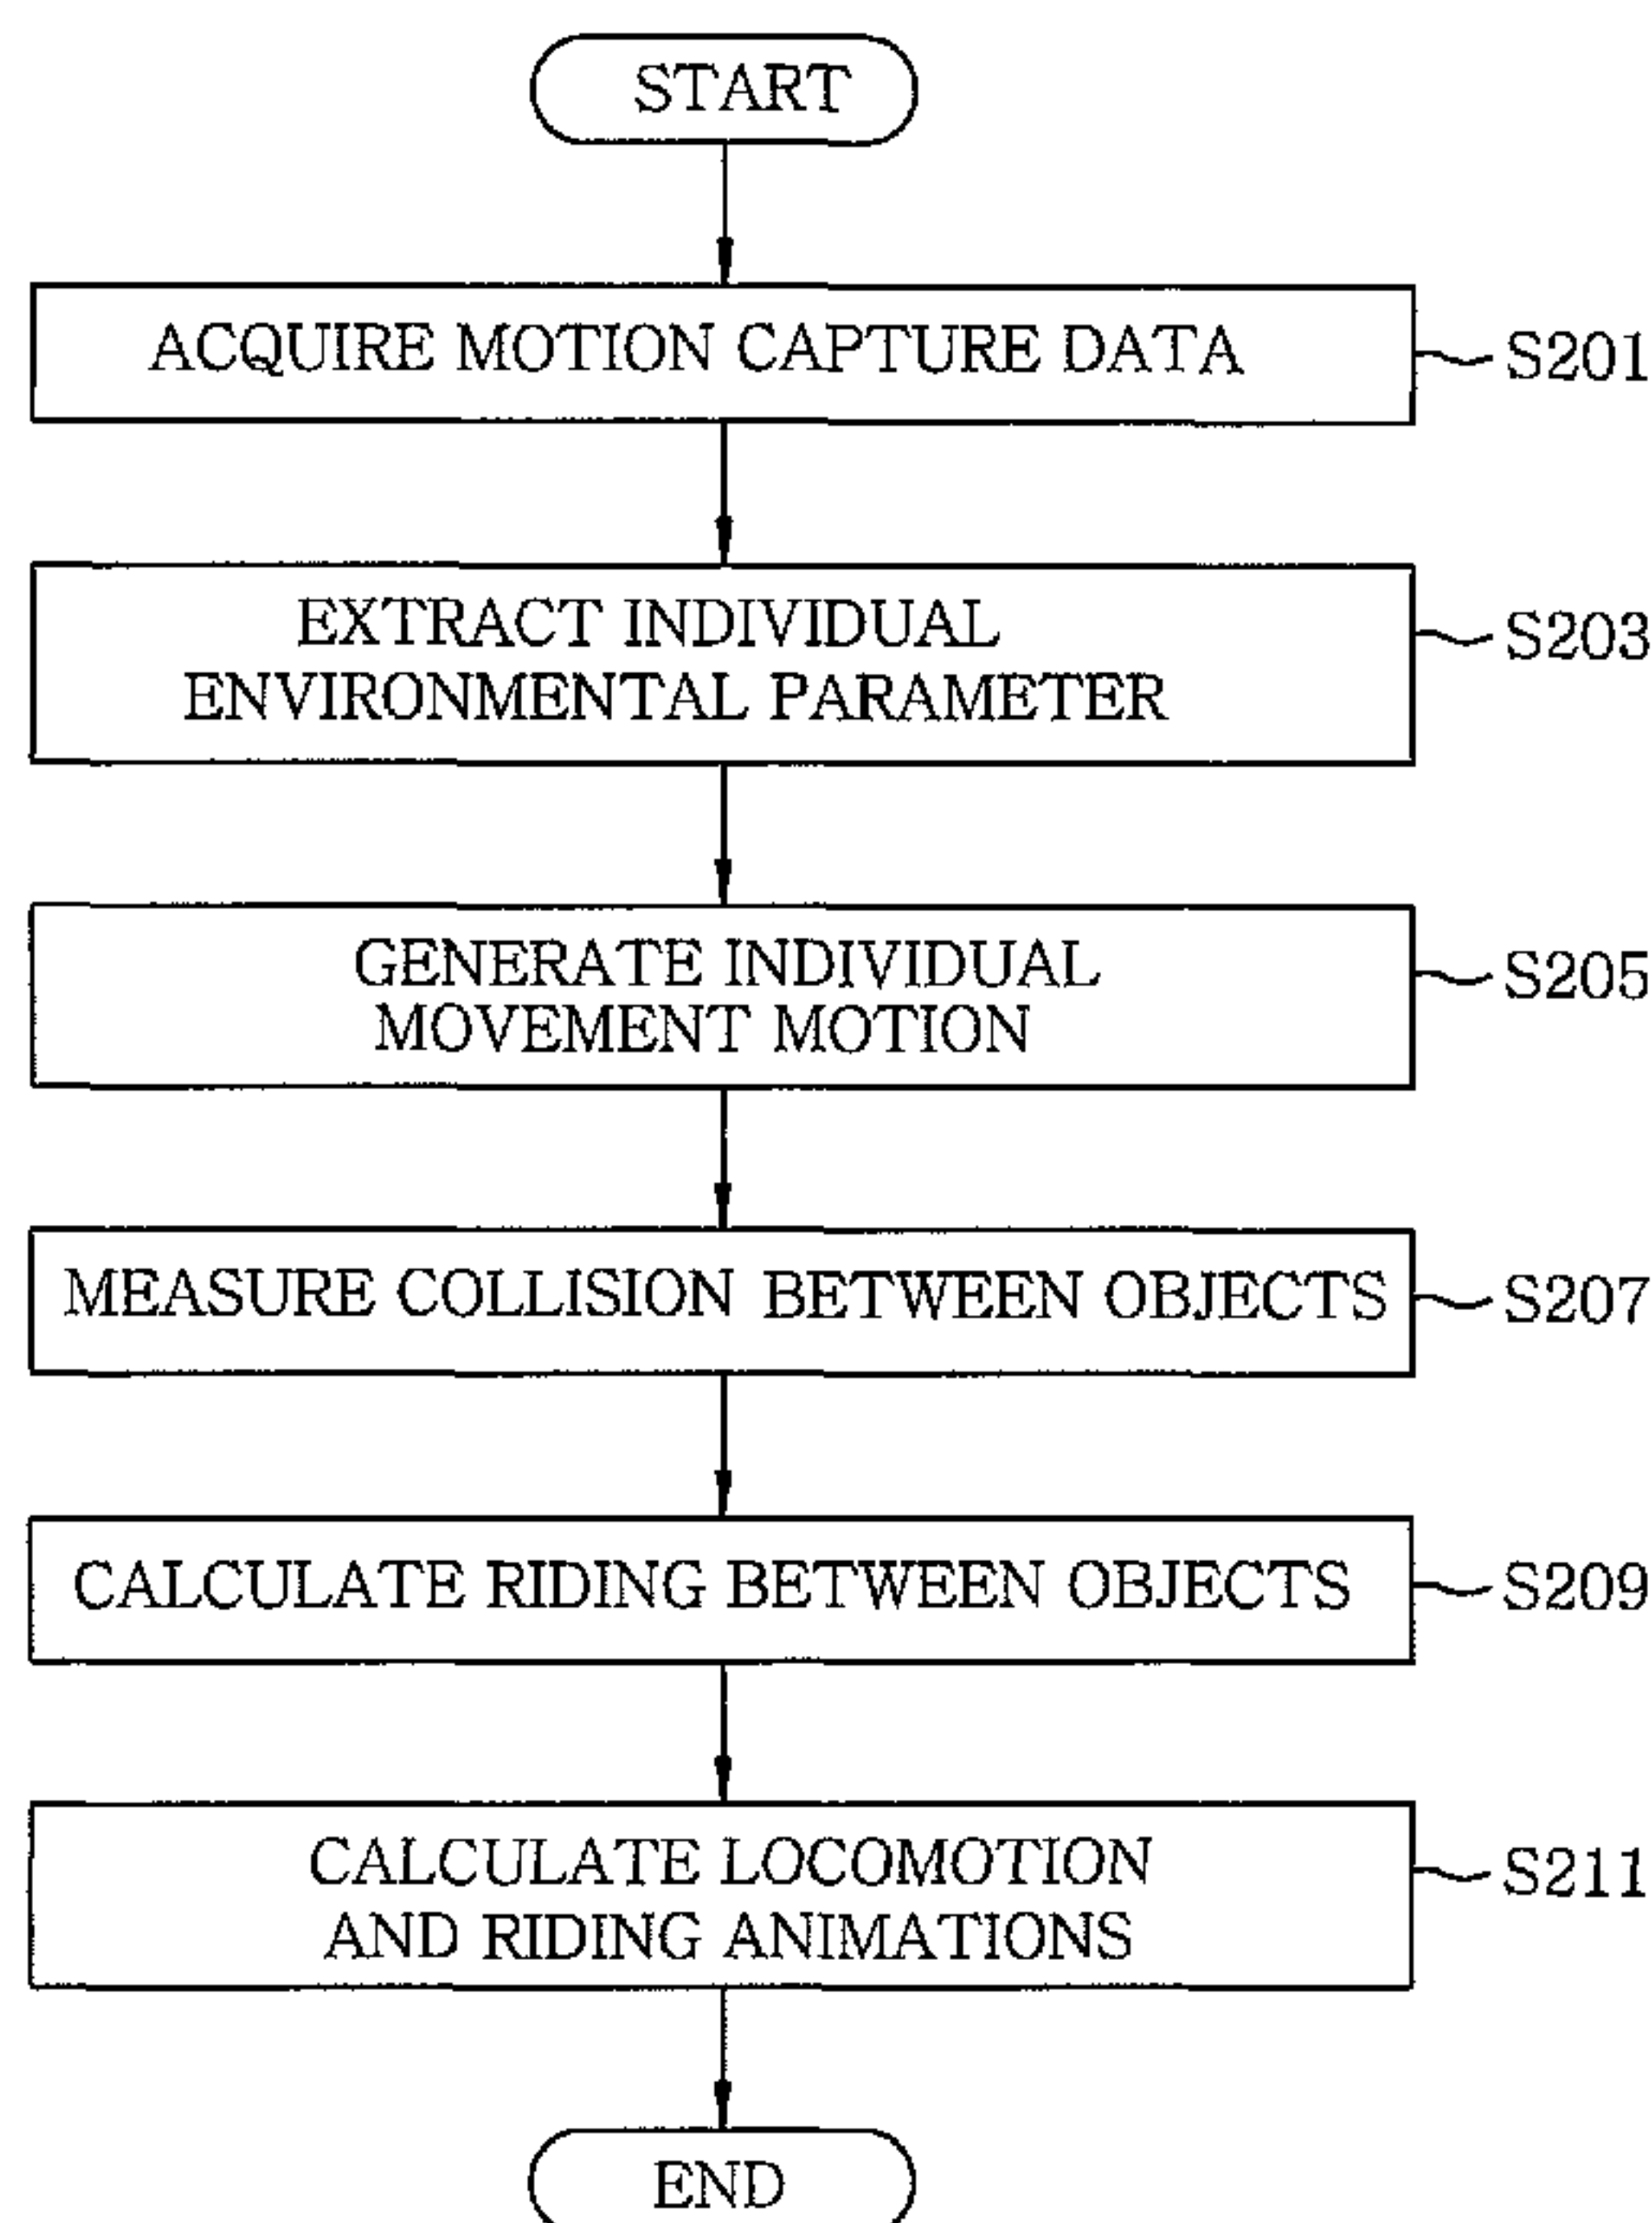 START
ACQUIRE MOTION CAPTURE DATA
S201
EXTRACT INDIVIDUAL
ENVIRONMENTAL PARAMETER
S203
GENERATE INDIVIDUAL
MOVEMENT MOTION
S205
MEASURE COLLISION BETWEEN OBJECTS
S207
CALCULATE RIDING BETWEEN OBJECTS
S209
CALCULATE LOCOMOTION
AND RIDING ANIMATIONS
S211
END